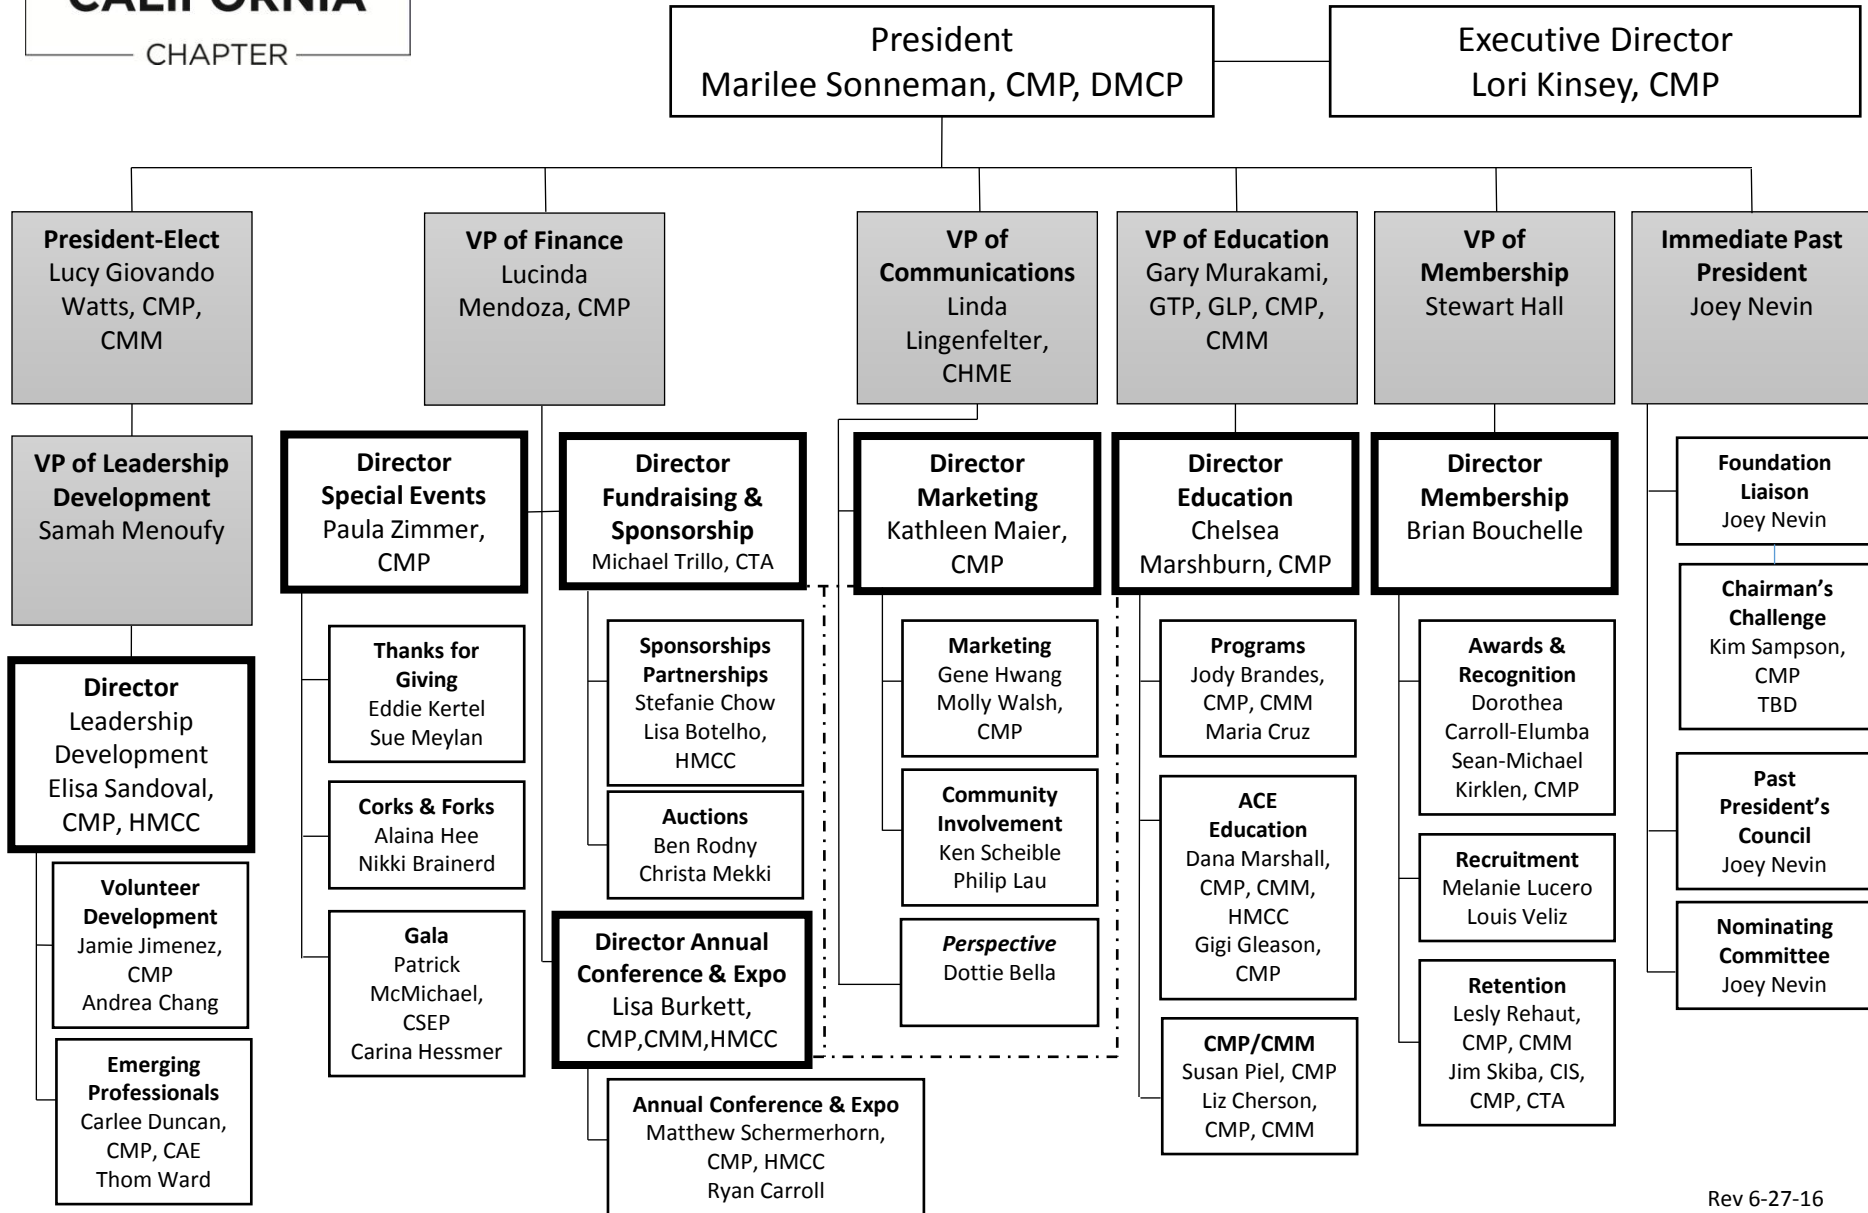 CALIFORNIA
CHAPTER
President
Marilee Sonneman, CMP, DMCP
Executive Director
Lori Kinsey, CMP
President-Elect
Lucy Giovando
Watts, CMP,
CMM
VP of Finance
Lucinda
Mendoza, CMP
VP of
Communications
Linda
Lingenfelter,
CHME
VP of Education
Gary Murakami,
GTP, GLP, CMP,
CMM
VP of
Membership
Stewart Hall
Immediate Past
President
Joey Nevin
VP of Leadership
Development
Samah Menoufy
Director
Leadership
Development
Elisa Sandoval,
CMP, HMCC
Volunteer
Development
Jamie Jimenez,
CMP
Andrea Chang
Emerging
Professionals
Carlee Duncan,
CMP, CAE
Thom Ward
Director
Special Events
Paula Zimmer,
CMP
Thanks for
Giving
Eddie Kertel
Sue Meylan
Corks & Forks
Alaina Hee
Nikki Brainerd
Gala
Patrick
McMichael,
CSEP
Carina Hessmer
Director
Fundraising &
Sponsorship
Michael Trillo, CTA
Sponsorships
Partnerships
Stefanie Chow
Lisa Botelho,
HMCC
Auctions
Ben Rodny
Christa Mekki
Director Annual
Conference & Expo
Lisa Burkett,
CMP,CMM,HMCC
Annual Conference & Expo
Matthew Schermerhorn,
CMP, HMCC
Ryan Carroll
Director
Marketing
Kathleen Maier,
CMP
Marketing
Gene Hwang
Molly Walsh,
CMP
Community
Involvement
Ken Scheible
Philip Lau
Perspective
Dottie Bella
Director
Education
Chelsea
Marshburn, CMP
Programs
Jody Brandes,
CMP, CMM
Maria Cruz
ACE
Education
Dana Marshall,
CMP, CMM,
HMCC
Gigi Gleason,
CMP
CMP/CMM
Susan Piel, CMP
Liz Cherson,
CMP, CMM
Director
Membership
Brian Bouchelle
Awards &
Recognition
Dorothea
Carroll-Elumba
Sean-Michael
Kirklen, CMP
Recruitment
Melanie Lucero
Louis Veliz
Retention
Lesly Rehaut,
CMP, CMM
Jim Skiba, CIS,
CMP, CTA
Foundation
Liaison
Joey Nevin
Chairman’s
Challenge
Kim Sampson,
CMP
TBD
Past
President’s
Council
Joey Nevin
Nominating
Committee
Joey Nevin
Rev 6-27-16